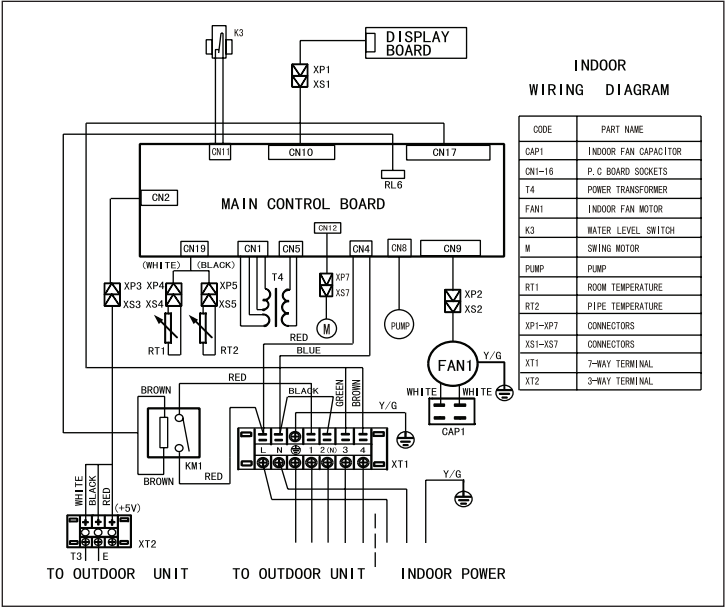 K3
DISPLAY
BOARD
XP1
XS1
INDOOR
WIRING DIAGRAM
CODE PART NAME
CAP1 INDOOR FAN CAPACITOR
CN1-16 P.C BOARD SOCKETS
T4 POWER TRANSFORMER
FAN1 INDOOR FAN MOTOR
K3 WATER LEVEL SWITCH
M SWING MOTOR
PUMP PUMP
RT1 ROOM TEMPERATURE
RT2 PIPE TEMPERATURE
XP1-XP7 CONNECTORS
XS1-XS7 CONNECTORS
XT1 7-WAY TERMINAL
XT2 3-WAY TERMINAL
CN11 CN10 CN17
RL6
CN2
MAIN CONTROL BOARD
CN12
CN19 CN1 CN5 CN4 CN8 CN9
(WHITE) (BLACK)
T4
XP3 XP4 XP5 XP7 XP2
XS3 XS4 XS5 XS7 XS2
M PUMP
RT1 RT2
RED
BLUE
FAN1 Y/G
RED
BROWN
BLACK
GREEN
BROWN
WHITE WHITE
Y/G
CAP1
KM1
L N 1 2(N) 3 4
XT1
BROWN
RED
WHITE
BLACK
RED
(+5V)
Y/G
XT2
T3 E
TO OUTDOOR UNIT TO OUTDOOR UNIT INDOOR POWER